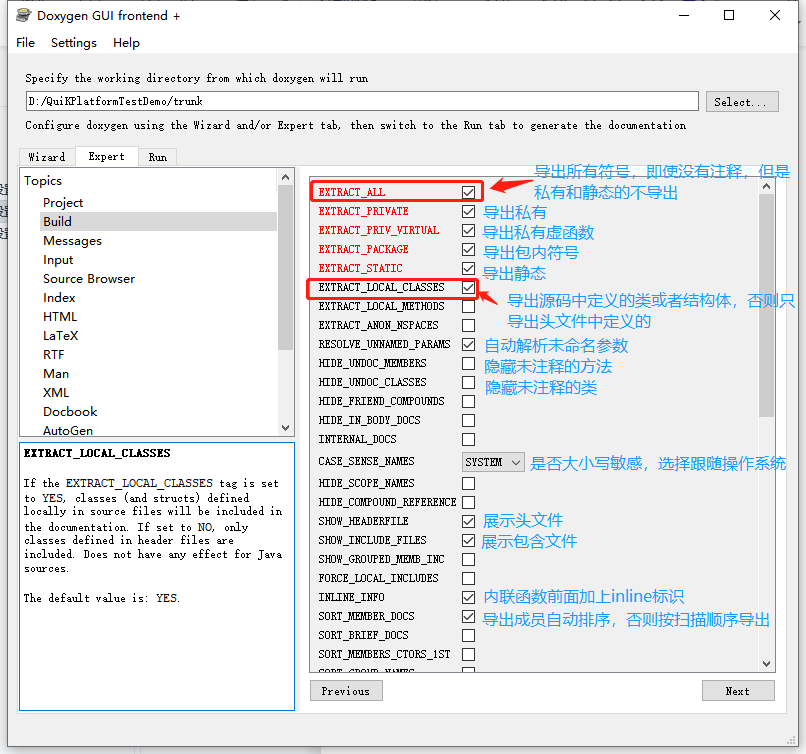 Doxygen GUI frontend +
File Settings Help
Specify the working directory from which doxygen will run
D:/QuiKPlatformTestDemo/trunk
Select...
Configure doxygen using the Wizard and/or Expert tab, then switch to the Run tab to generate the documentation
Wizard Expert Run
Topics
Project
Build
Messages
Input
Source Browser
Index
HTML
LaTeX
RTF
Man
XML
Docbook
AutoGen
EXTRACT_LOCAL_CLASSES
If the EXTRACT_LOCAL_CLASSES tag is set
to YES, classes (and structs) defined
locally in source files will be included in
the documentation. If set to NO, only
classes defined in header files are
included. Does not have any effect for Java
sources.
The default value is: YES.
EXTRACT_ALL
导出所有符号，即使没有注释，但是
私有和静态的不导出
EXTRACT_PRIVATE 导出私有
EXTRACT_PRIV_VIRTUAL 导出私有虚函数
EXTRACT_PACKAGE 导出包内符号
EXTRACT_STATIC 导出静态
EXTRACT_LOCAL_CLASSES
导出源码中定义的类或者结构体，否则只
导出头文件中定义的
EXTRACT_LOCAL_METHODS
EXTRACT_ANON_NSPACES
RESOLVE_UNNAMED_PARAMS 自动解析未命名参数
HIDE_UNDOC_MEMBERS 隐藏未注释的方法
HIDE_UNDOC_CLASSES 隐藏未注释的类
HIDE_FRIEND_COMPOUNDS
HIDE_IN_BODY_DOCS
INTERNAL_DOCS
CASE_SENSE_NAMES SYSTEM 是否大小写敏感，选择跟随操作系统
HIDE_SCOPE_NAMES
HIDE_COMPOUND_REFERENCE
SHOW_HEADERFILE 展示头文件
SHOW_INCLUDE_FILES 展示包含文件
SHOW_GROUPED_MEMB_INC
FORCE_LOCAL_INCLUDES
INLINE_INFO 内联函数前面加上inline标识
SORT_MEMBER_DOCS 导出成员自动排序，否则按扫描顺序导出
SORT_BRIEF_DOCS
SORT_MEMBERS_CTORS_1ST
SORT_GROUP_NAMES
Previous Next